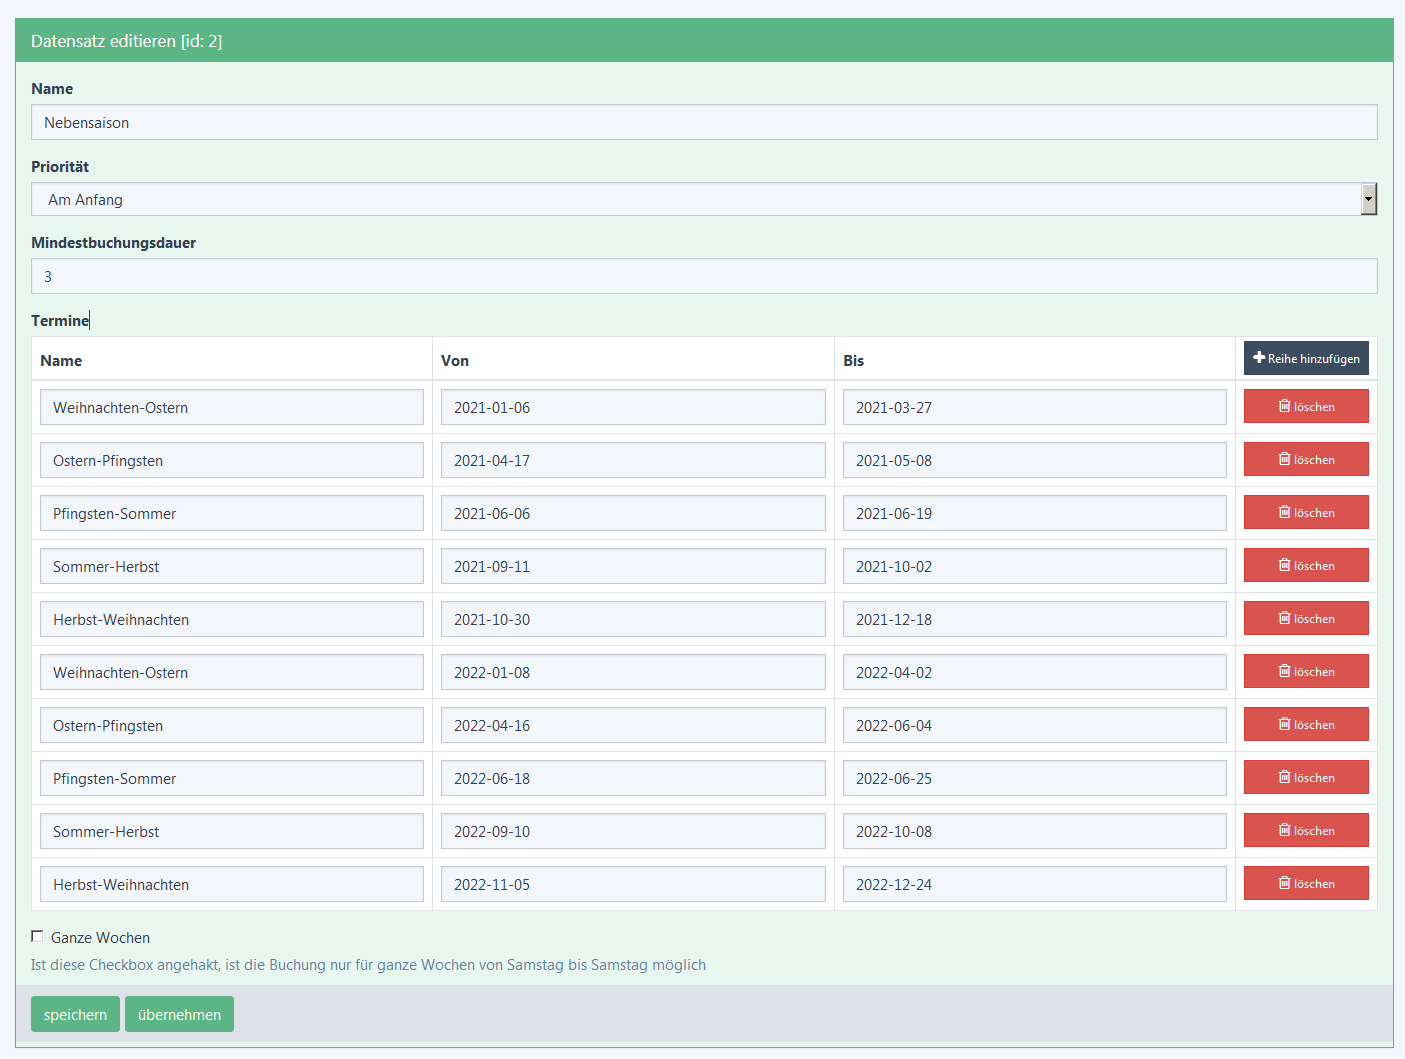 Datensatz editieren [id: 2]
Name
Nebensaison
Priorität
Am Anfang
Mindestbuchungsdauer
3
Termine
Name Von Bis Reihe hinzufügen
Weihnachten-Ostern 2021-01-06 2021-03-27 löschen
Ostern-Pfingsten 2021-04-17 2021-05-08 löschen
Pfingsten-Sommer 2021-06-06 2021-06-19 löschen
Sommer-Herbst 2021-09-11 2021-10-02 löschen
Herbst-Weihnachten 2021-10-30 2021-12-18 löschen
Weihnachten-Ostern 2022-01-08 2022-04-02 löschen
Ostern-Pfingsten 2022-04-16 2022-06-04 löschen
Pfingsten-Sommer 2022-06-18 2022-06-25 löschen
Sommer-Herbst 2022-09-10 2022-10-08 löschen
Herbst-Weihnachten 2022-11-05 2022-12-24 löschen
Ganze Wochen
Ist diese Checkbox angehakt, ist die Buchung nur für ganze Wochen von Samstag bis Samstag möglich
speichern übernehmen